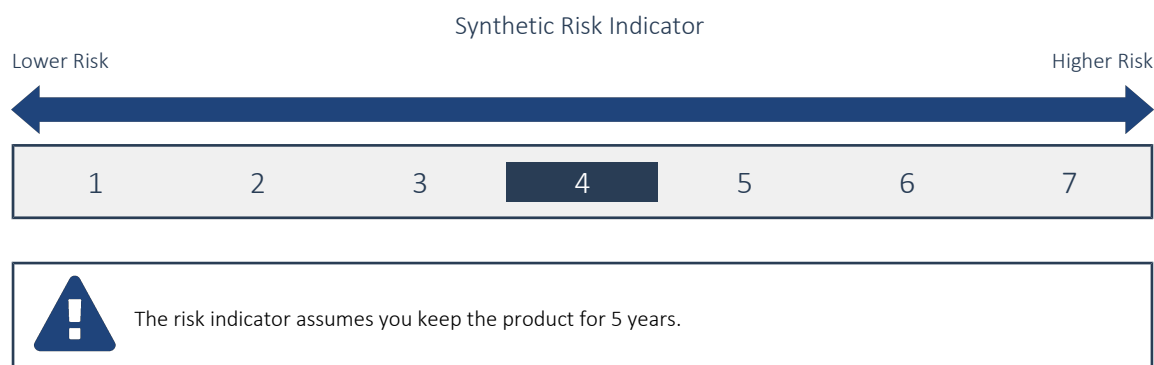 Synthetic Risk Indicator
Lower Risk Higher Risk
1 2 3 4 5 6 7
The risk indicator assumes you keep the product for 5 years.